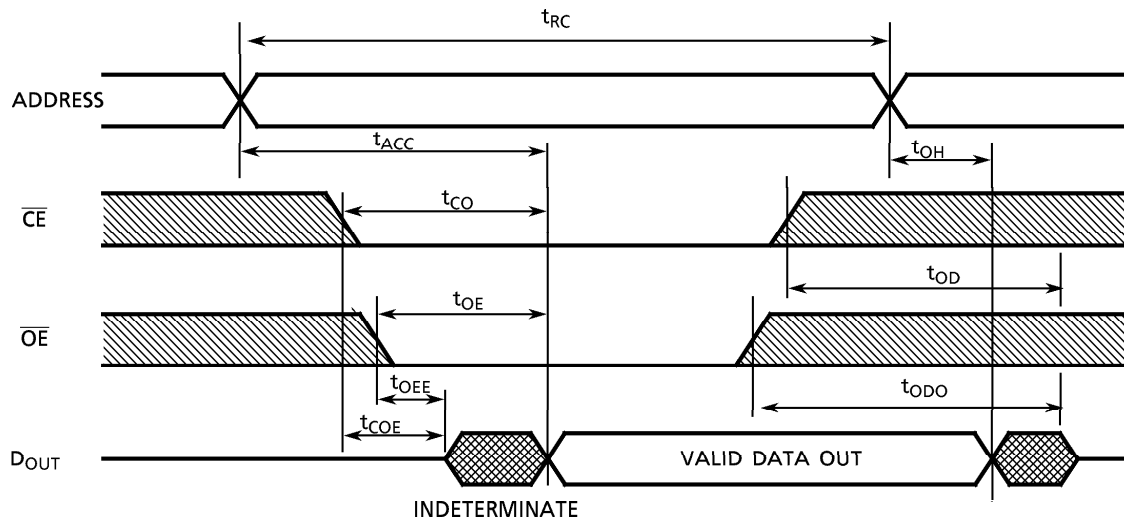 tRC
ADDRESS
tACC
tOH
CE
tCO
tOD
OE
tOE
tOEE
tODO
tCOE
DOUT
VALID DATA OUT
INDETERMINATE